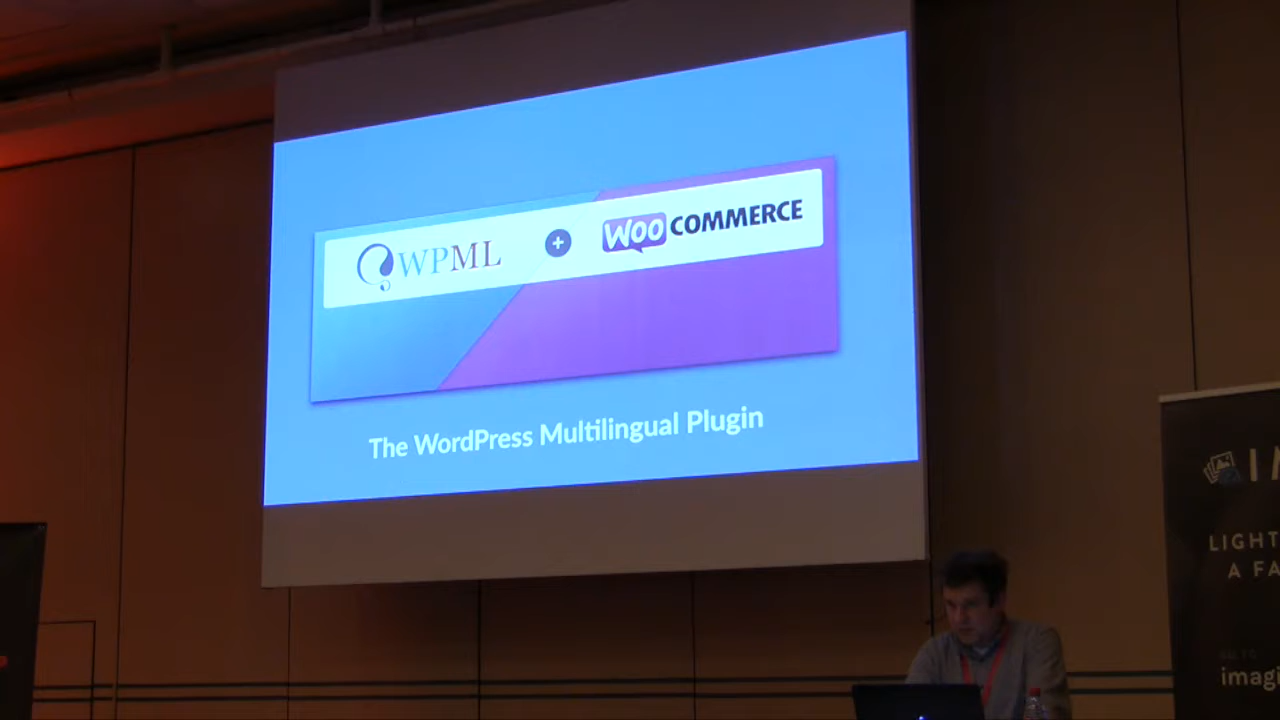 WPML + WOO COMMERCE
The WordPress Multilingual Plugin
LIGHT
A FA
imagi